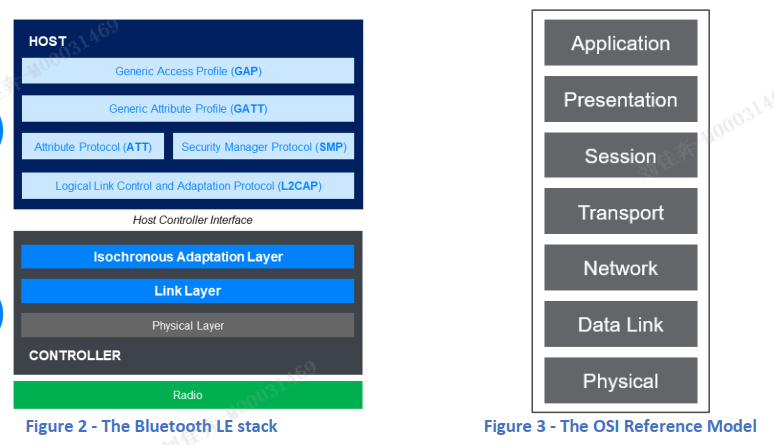 HOST
Generic Access Profile (GAP)
Generic Attribute Profile (GATT)
Attribute Protocol (ATT)
Security Manager Protocol (SMP)
Logical Link Control and Adaptation Protocol (L2CAP)
Host Controller Interface
Isochronous Adaptation Layer
Link Layer
Physical Layer
CONTROLLER
Radio
Figure 2 - The Bluetooth LE stack
Application
Presentation
Session
Transport
Network
Data Link
Physical
Figure 3 - The OSI Reference Model